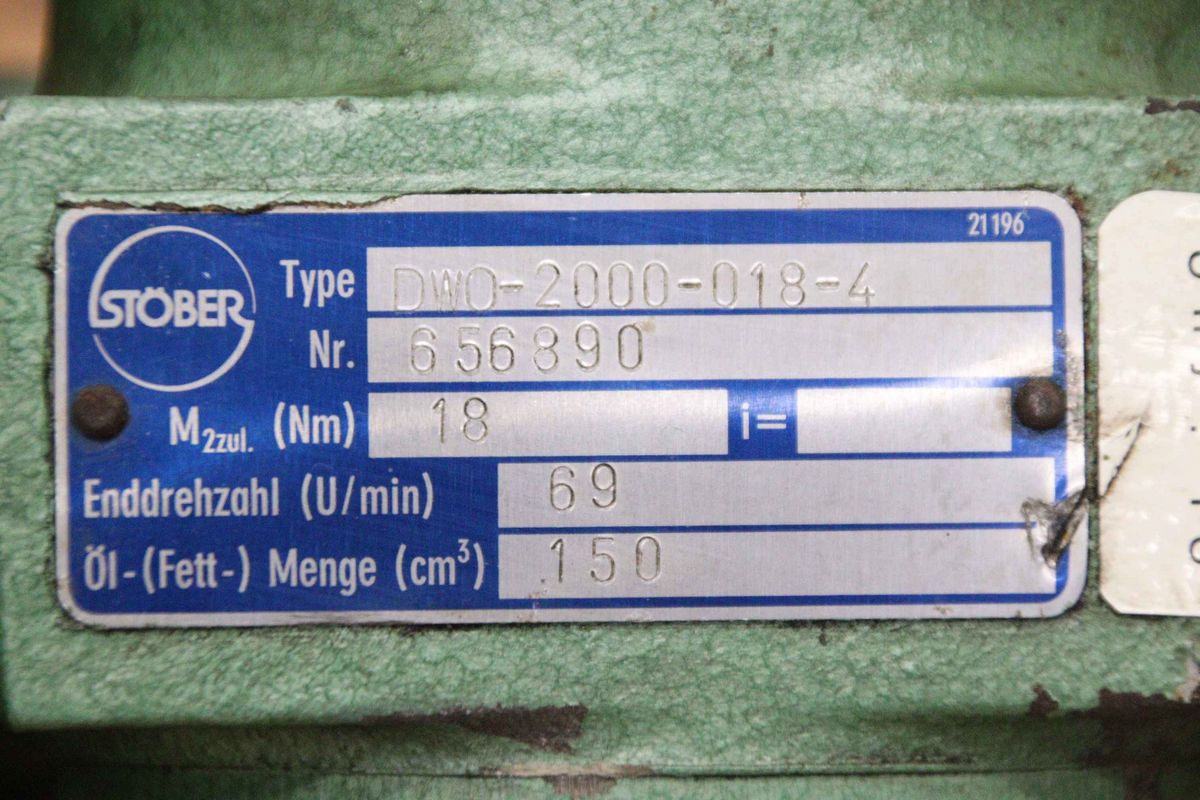 21196
STÖBER
Type DWO-2000-018-4
Nr. 656890
M2zul. (Nm) 18 i=
Enddrehzahl (U/min) 69
Öl-(Fett-) Menge (cm³) 150